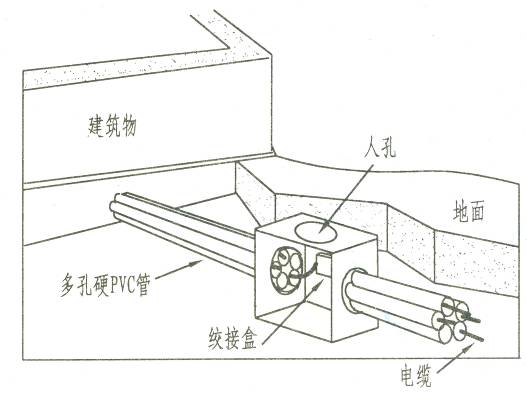 建筑物
人孔
地面
多孔硬PVC管
绞接盒
电缆